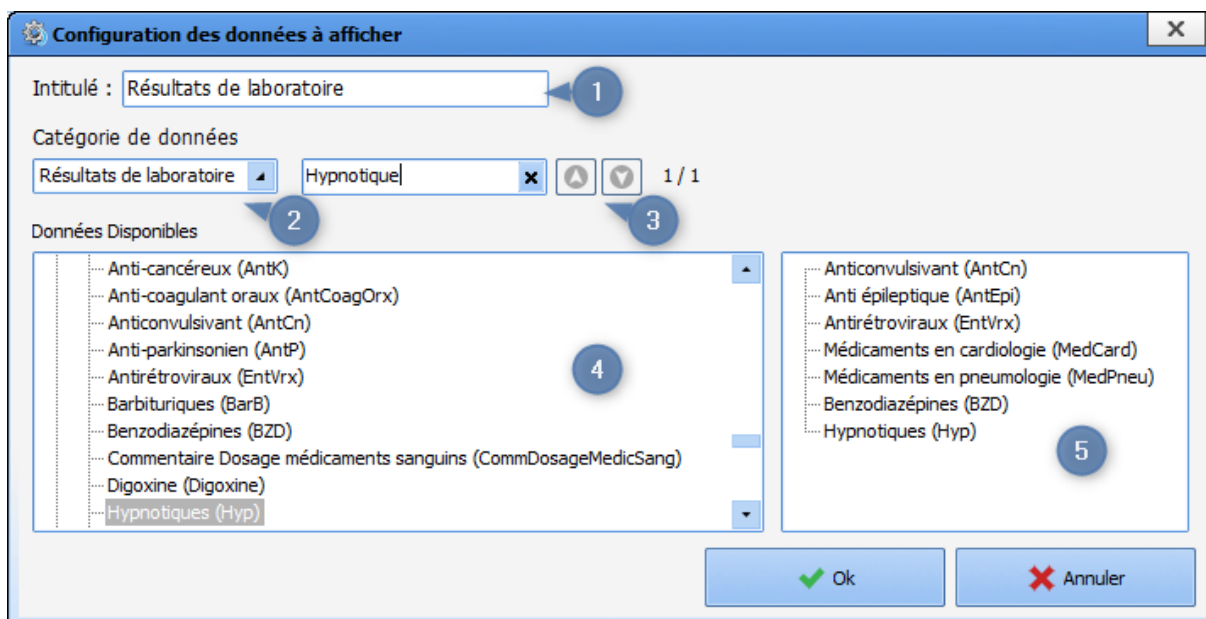 Configuration des données à afficher
Intitulé : Résultats de laboratoire
1
Catégorie de données
Résultats de laboratoire Hypnotique 1 / 1
2
3
Données Disponibles
Anti-cancéreux (AntK)
Anti-coagulant oraux (AntCoagOrx)
Anticonvulsivant (AntCn)
Anti-parkinsonien (AntP)
Antirétroviraux (EntVrx)
Barbituriques (BarB)
Benzodiazépines (BZD)
Commentaire Dosage médicaments sanguins (CommDosageMedicSang)
Digoxine (Digoxine)
Hypnotiques (Hyp)
4
Anticonvulsivant (AntCn)
Anti épileptique (AntEpi)
Antirétroviraux (EntVrx)
Médicaments en cardiologie (MedCard)
Médicaments en pneumologie (MedPneu)
Benzodiazépines (BZD)
Hypnotiques (Hyp)
5
Ok
Annuler